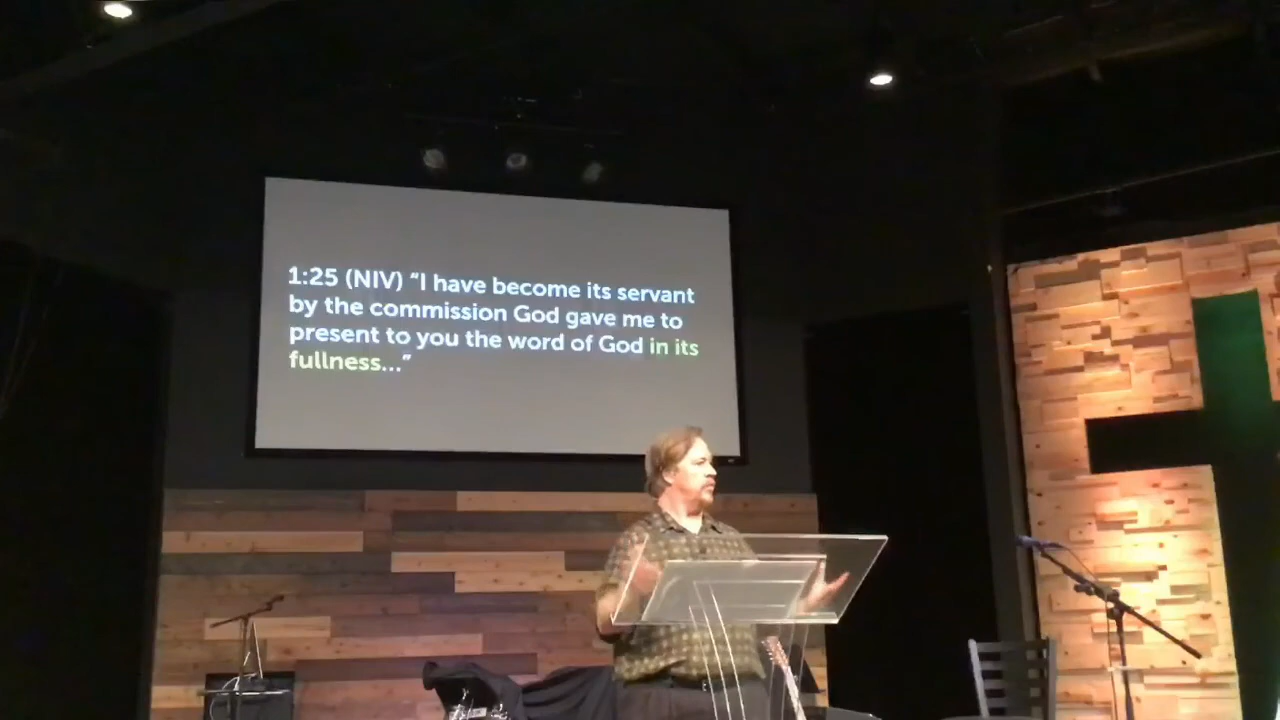 1:25 (NIV) “I have become its servant
by the commission God gave me to
present to you the word of God in its
fullness...”